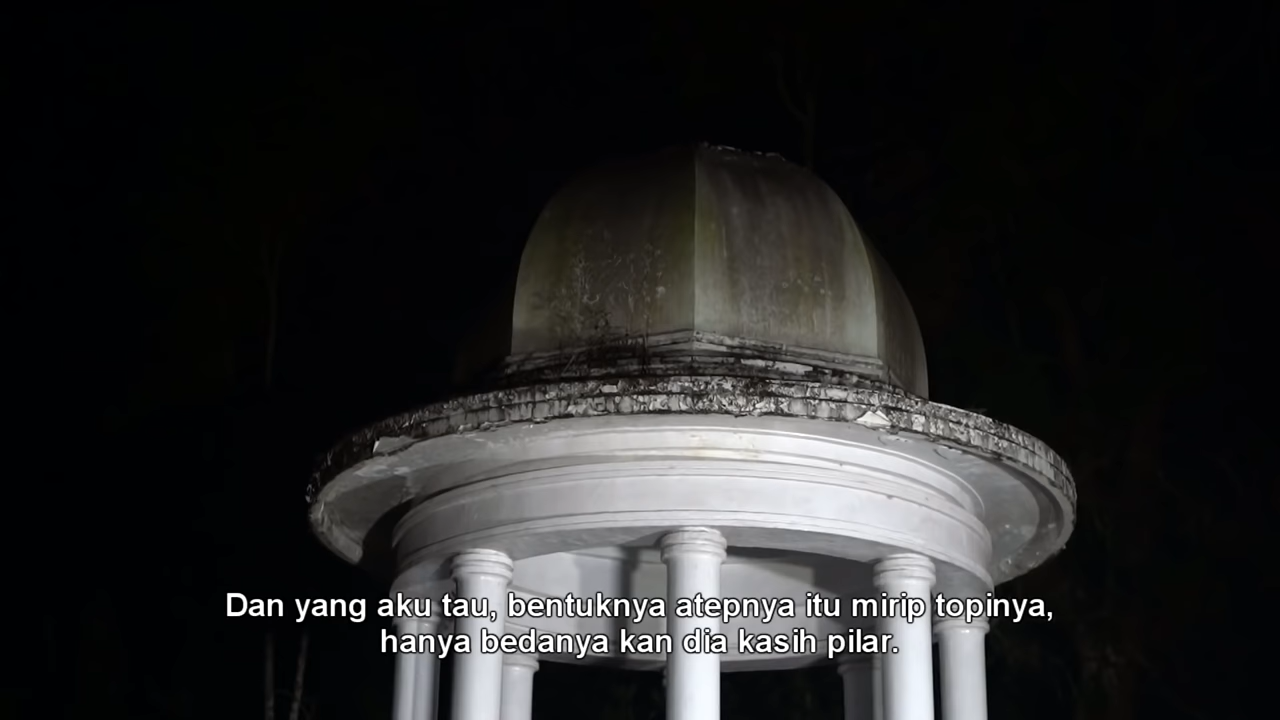 Dan yang aku tau, bentuknya atepnya itu mirip topinya,
hanya bedanya kan dia kasih pilar.